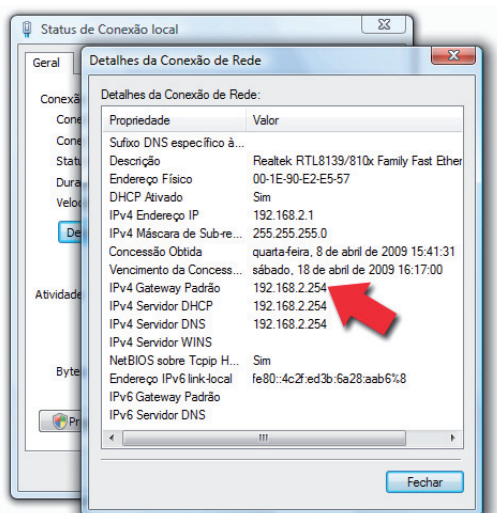 Status de Conexão local
Geral
Detalhes da Conexão de Rede
Detalhes da Conexão de Rede:
Propriedade Valor
Sufixo DNS específico à...
Descrição Realtek RTL8139/810x Family Fast Ether
Endereço Físico 00-1E-90-E2-E5-57
DHCP Ativado Sim
IPv4 Endereço IP 192.168.2.1
IPv4 Máscara de Sub-re... 255.255.255.0
Concessão Obtida quarta-feira, 8 de abril de 2009 15:41:31
Vencimento da Concess... sábado, 18 de abril de 2009 16:17:00
IPv4 Gateway Padrão 192.168.2.254
IPv4 Servidor DHCP 192.168.2.254
IPv4 Servidor DNS 192.168.2.254
IPv4 Servidor WINS
NetBIOS sobre Tcpip H... Sim
Endereço IPv6 link-local fe80::4c2f:ed3b:6a28:aab6%8
IPv6 Gateway Padrão
IPv6 Servidor DNS
Fechar
Conexã
Cone
Cone
Statu
Dura
Veloc
De
Atividade
Byte
Pr